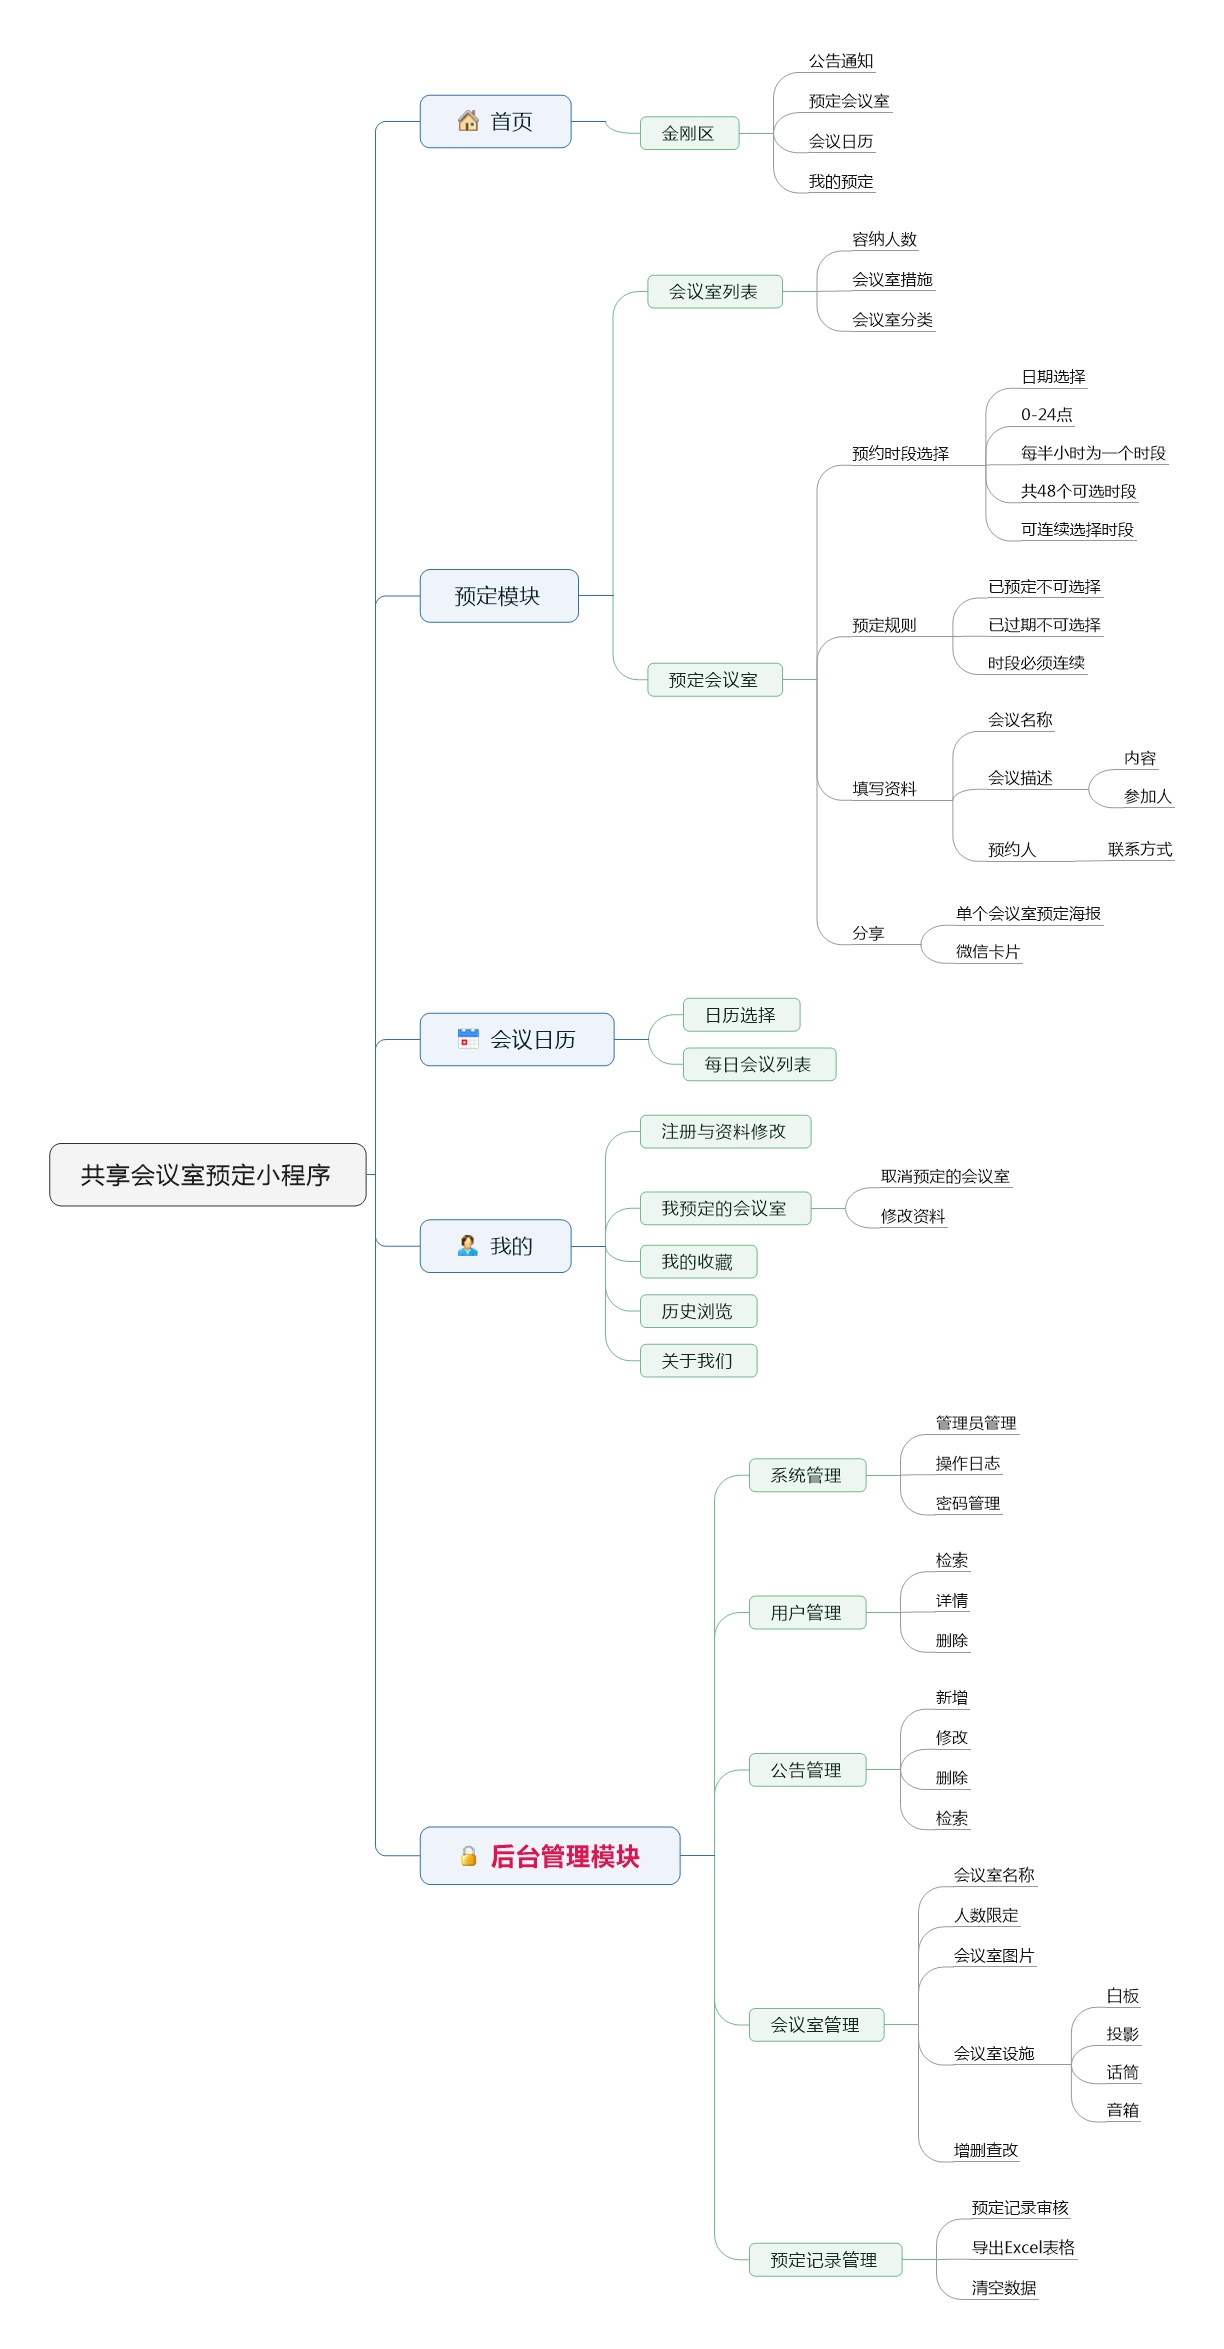 共享会议室预定小程序
首页
金刚区
公告通知
预定会议室
会议日历
我的预定
预定模块
会议室列表
容纳人数
会议室措施
会议室分类
预定会议室
预约时段选择
日期选择
0-24点
每半小时为一个时段
共48个可选时段
可连续选择时段
预定规则
已预定不可选择
已过期不可选择
时段必须连续
填写资料
会议名称
会议描述
内容
参加人
预约人
联系方式
分享
单个会议室预定海报
微信卡片
会议日历
日历选择
每日会议列表
我的
注册与资料修改
我预定的会议室
取消预定的会议室
修改资料
我的收藏
历史浏览
关于我们
后台管理模块
系统管理
管理员管理
操作日志
密码管理
用户管理
检索
详情
删除
公告管理
新增
修改
删除
检索
会议室管理
会议室名称
人数限定
会议室图片
会议室设施
白板
投影
话筒
音箱
增删查改
预定记录管理
预定记录审核
导出Excel表格
清空数据